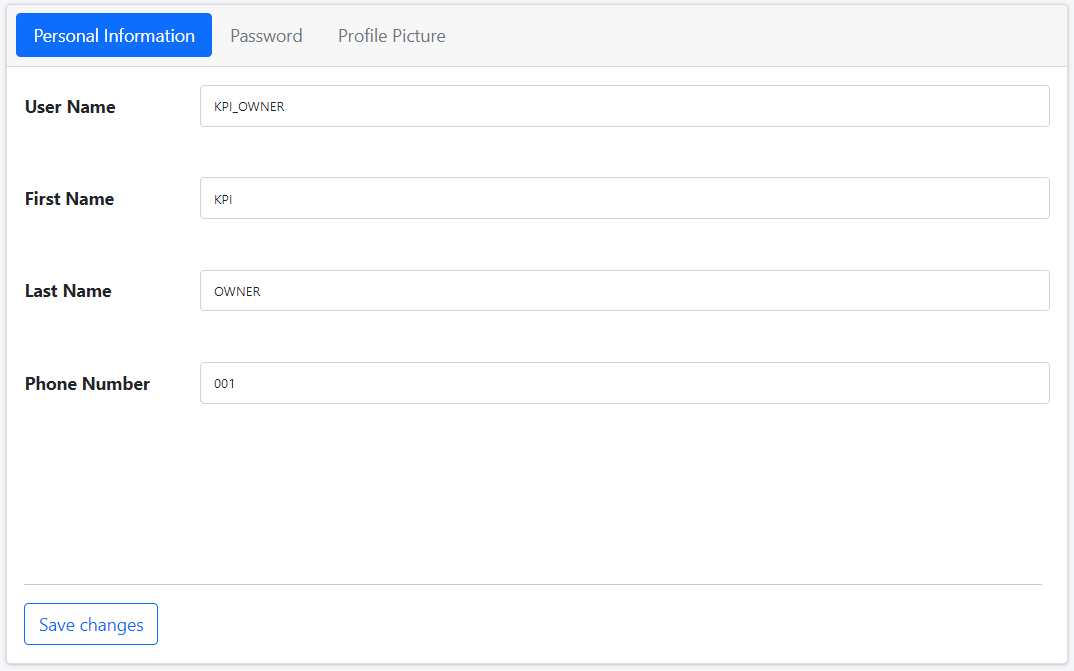 Personal Information Password Profile Picture
User Name KPI_OWNER
First Name KPI
Last Name OWNER
Phone Number 001
Save changes